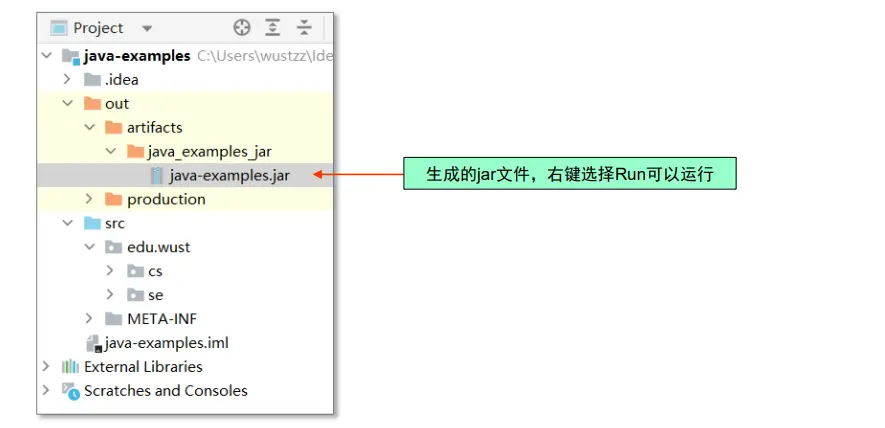 Project
java-examples C:\Users\wustzz\Ide
.idea
out
artifacts
java_examples_jar
java-examples.jar
生成的jar文件，右键选择Run可以运行
production
src
edu.wust
cs
se
META-INF
java-examples.iml
External Libraries
Scratches and Consoles